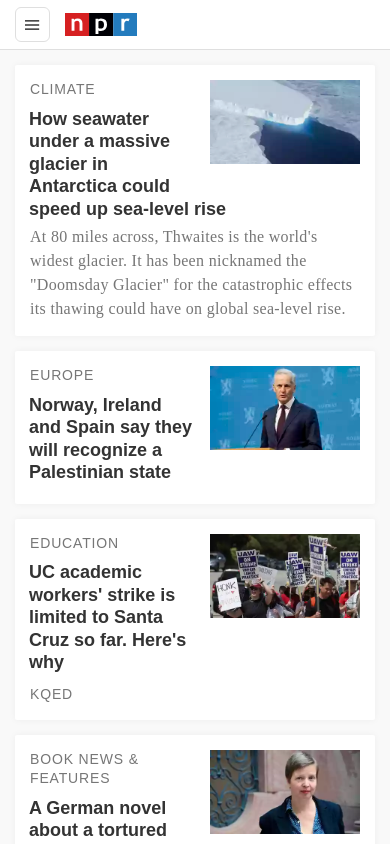 npr
CLIMATE
How seawater
under a massive
glacier in
Antarctica could
speed up sea-level rise
At 80 miles across, Thwaites is the world's
widest glacier. It has been nicknamed the
"Doomsday Glacier" for the catastrophic effects
its thawing could have on global sea-level rise.
EUROPE
Norway, Ireland
and Spain say they
will recognize a
Palestinian state
EDUCATION
UC academic
workers' strike is
limited to Santa
Cruz so far. Here's
why
KQED
UAW
ON
STRIKE
HONK
BOOK NEWS &
FEATURES
A German novel
about a tortured